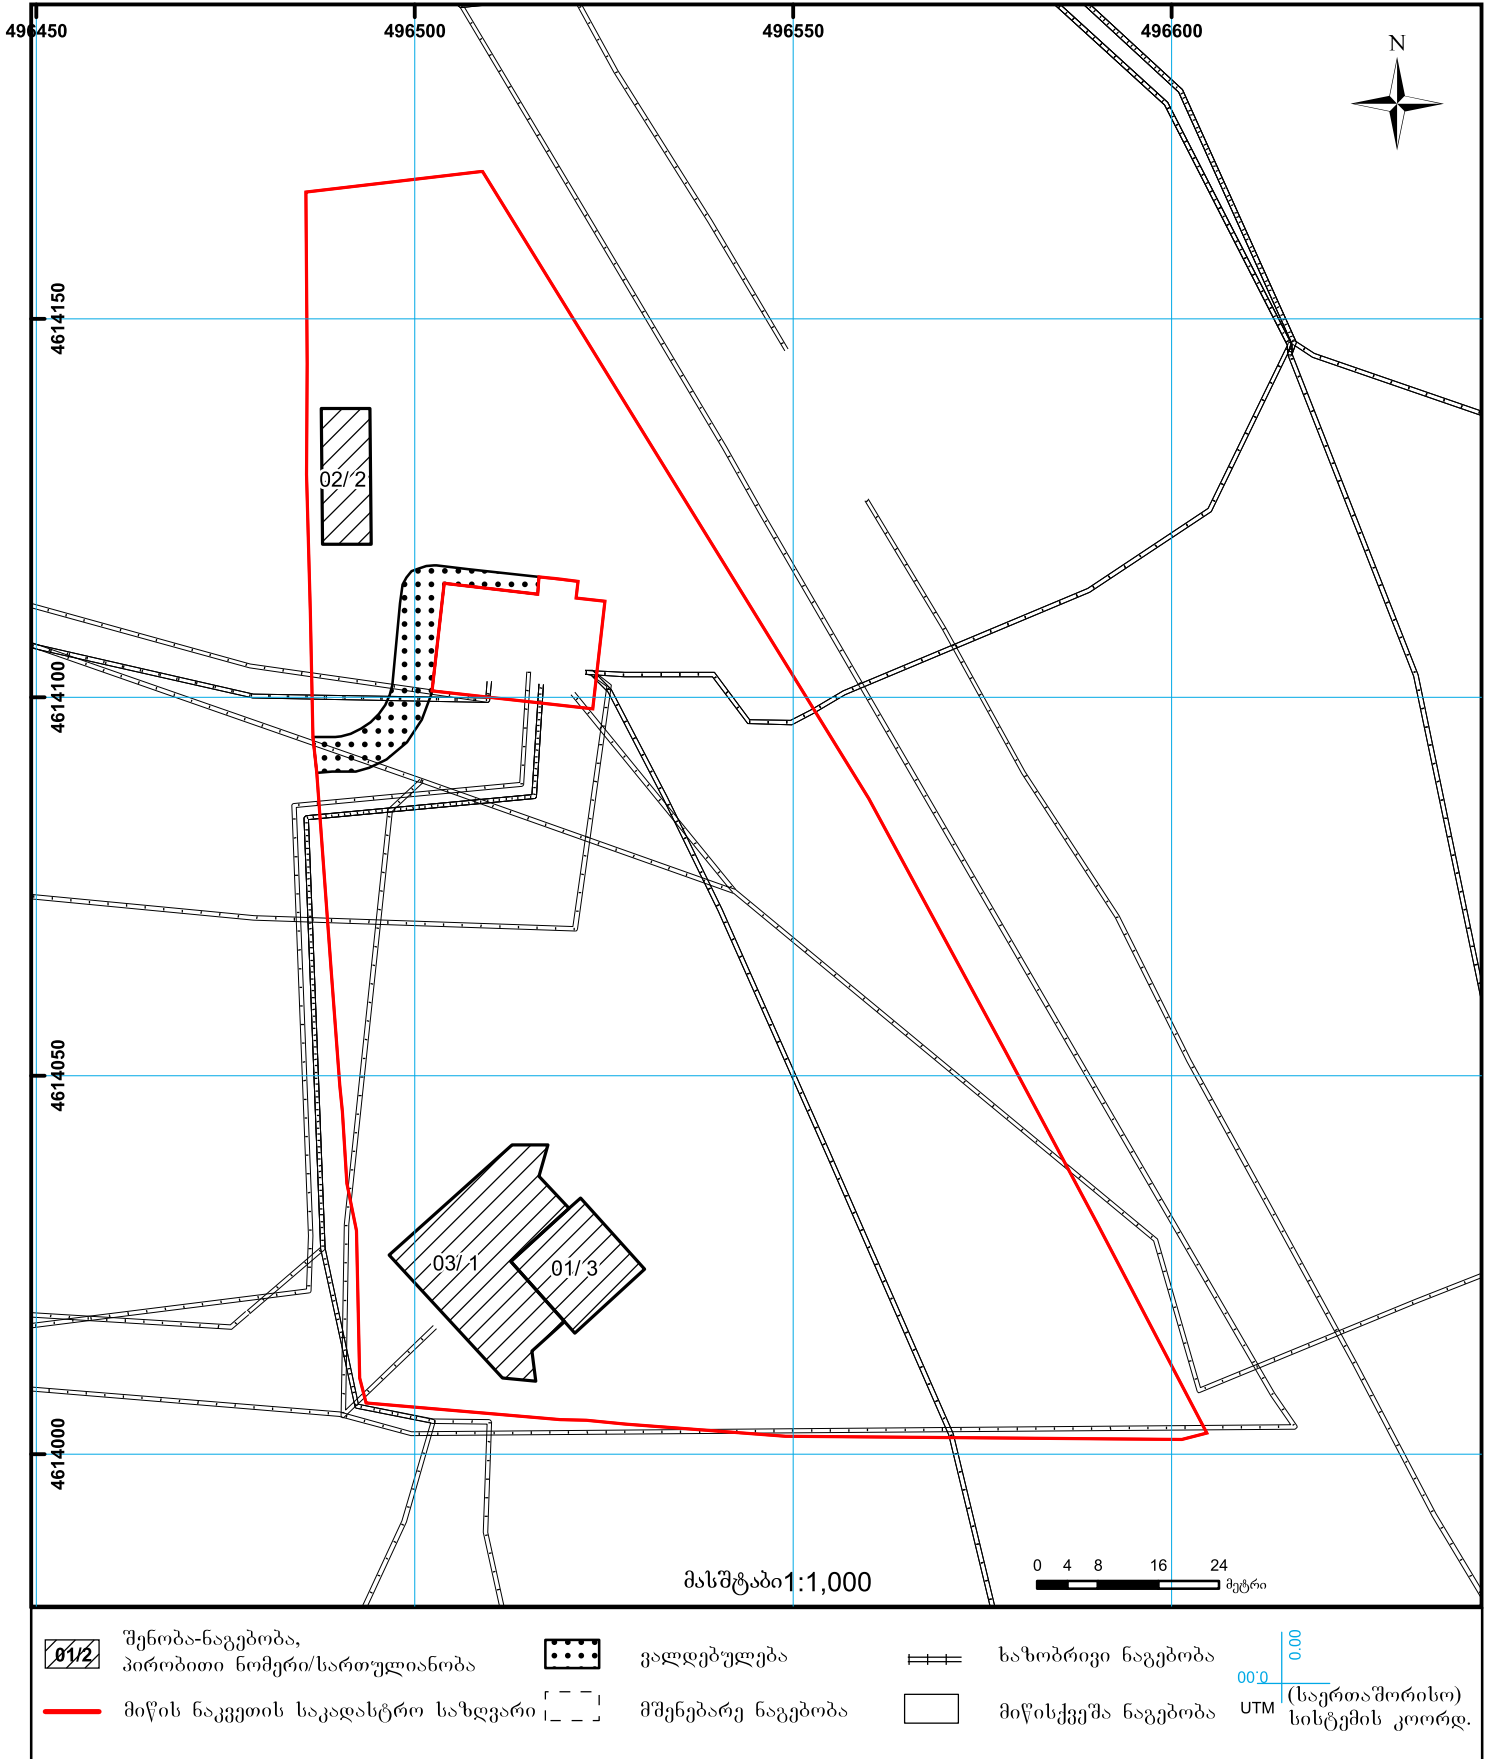 496450
496500
496550
496600
N
4614150
02/ 2
4614100
4614050
03/ 1
01/ 3
4614000
მასშტაბი1:1,000
0 4 8 16 24
მეტრი
01/2
შენობა-ნაგებობა,
პირობითი ნომერი/სართულიანობა
ვალდებულება
ხაზობრივი ნაგებობა
00.0
00.0
მიწის ნაკვეთის საკადასტრო საზღვარი
მშენებარე ნაგებობა
მიწისქვეშა ნაგებობა
UTM (საერთაშორისო)
სისტემის კოორდ.